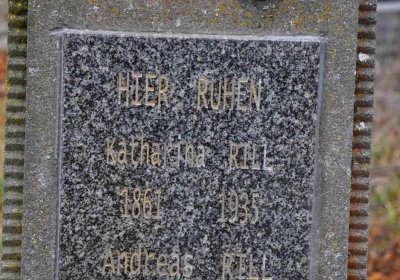 HIER RUHEN
Katharina RILL
1861 1935
Andreas RILL